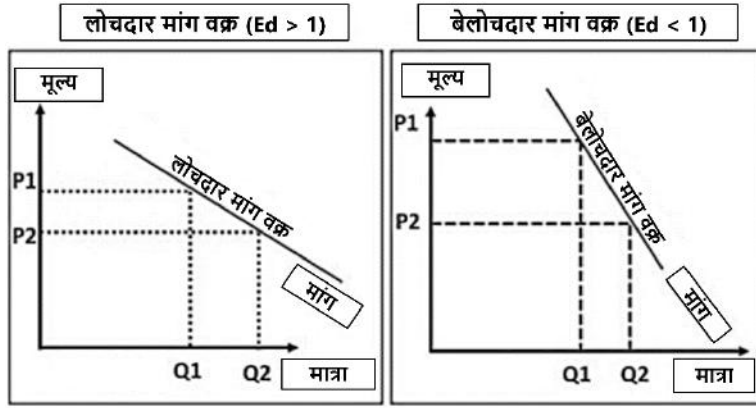 लोचदार मांग वक्र (Ed > 1)
मूल्य
P1
P2
लोचदार मांग वक्र
मांग
Q1 Q2 मात्रा
बेलोचदार मांग वक्र (Ed < 1)
मूल्य
P1
P2
बेलोचदार मांग वक्र
मांग
Q1 Q2 मात्रा